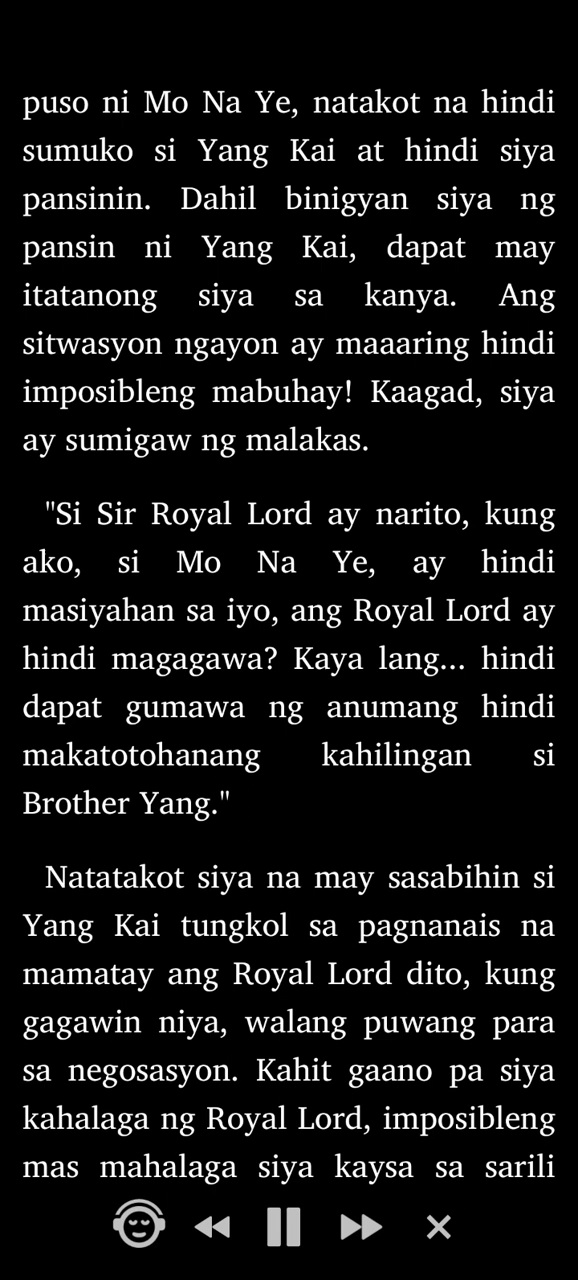 puso ni Mo Na Ye, natakot na hindi
sumuko si Yang Kai at hindi siya
pansinin. Dahil binigyan siya ng
pansin ni Yang Kai, dapat may
itatanong siya sa kanya. Ang
sitwasyon ngayon ay maaaring hindi
imposibleng mabuhay! Kaagad, siya
ay sumigaw ng malakas.
"Si Sir Royal Lord ay narito, kung
ako, si Mo Na Ye, ay hindi
masiyahan sa iyo, ang Royal Lord ay
hindi magagawa? Kaya lang... hindi
dapat gumawa ng anumang hindi
makatotohanang kahilingan si
Brother Yang."
Natatakot siya na may sasabihin si
Yang Kai tungkol sa pagnanais na
mamatay ang Royal Lord dito, kung
gagawin niya, walang puwang para
sa negosasyon. Kahit gaano pa siya
kahalaga ng Royal Lord, imposibleng
mas mahalaga siya kaysa sa sarili